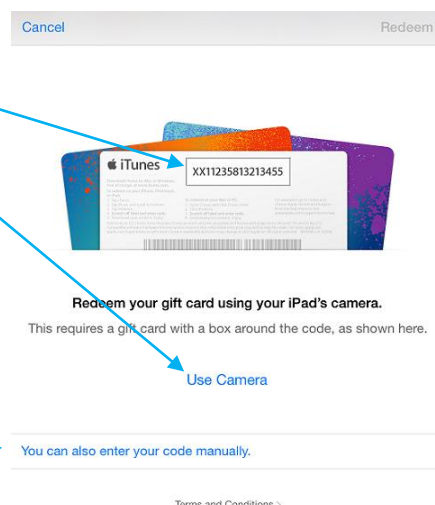 Cancel
Redeem
iTunes
XX11235813213455
Redeem your gift card using your iPad's camera.
This requires a gift card with a box around the code, as shown here.
Use Camera
You can also enter your code manually.
Terms and Conditions >